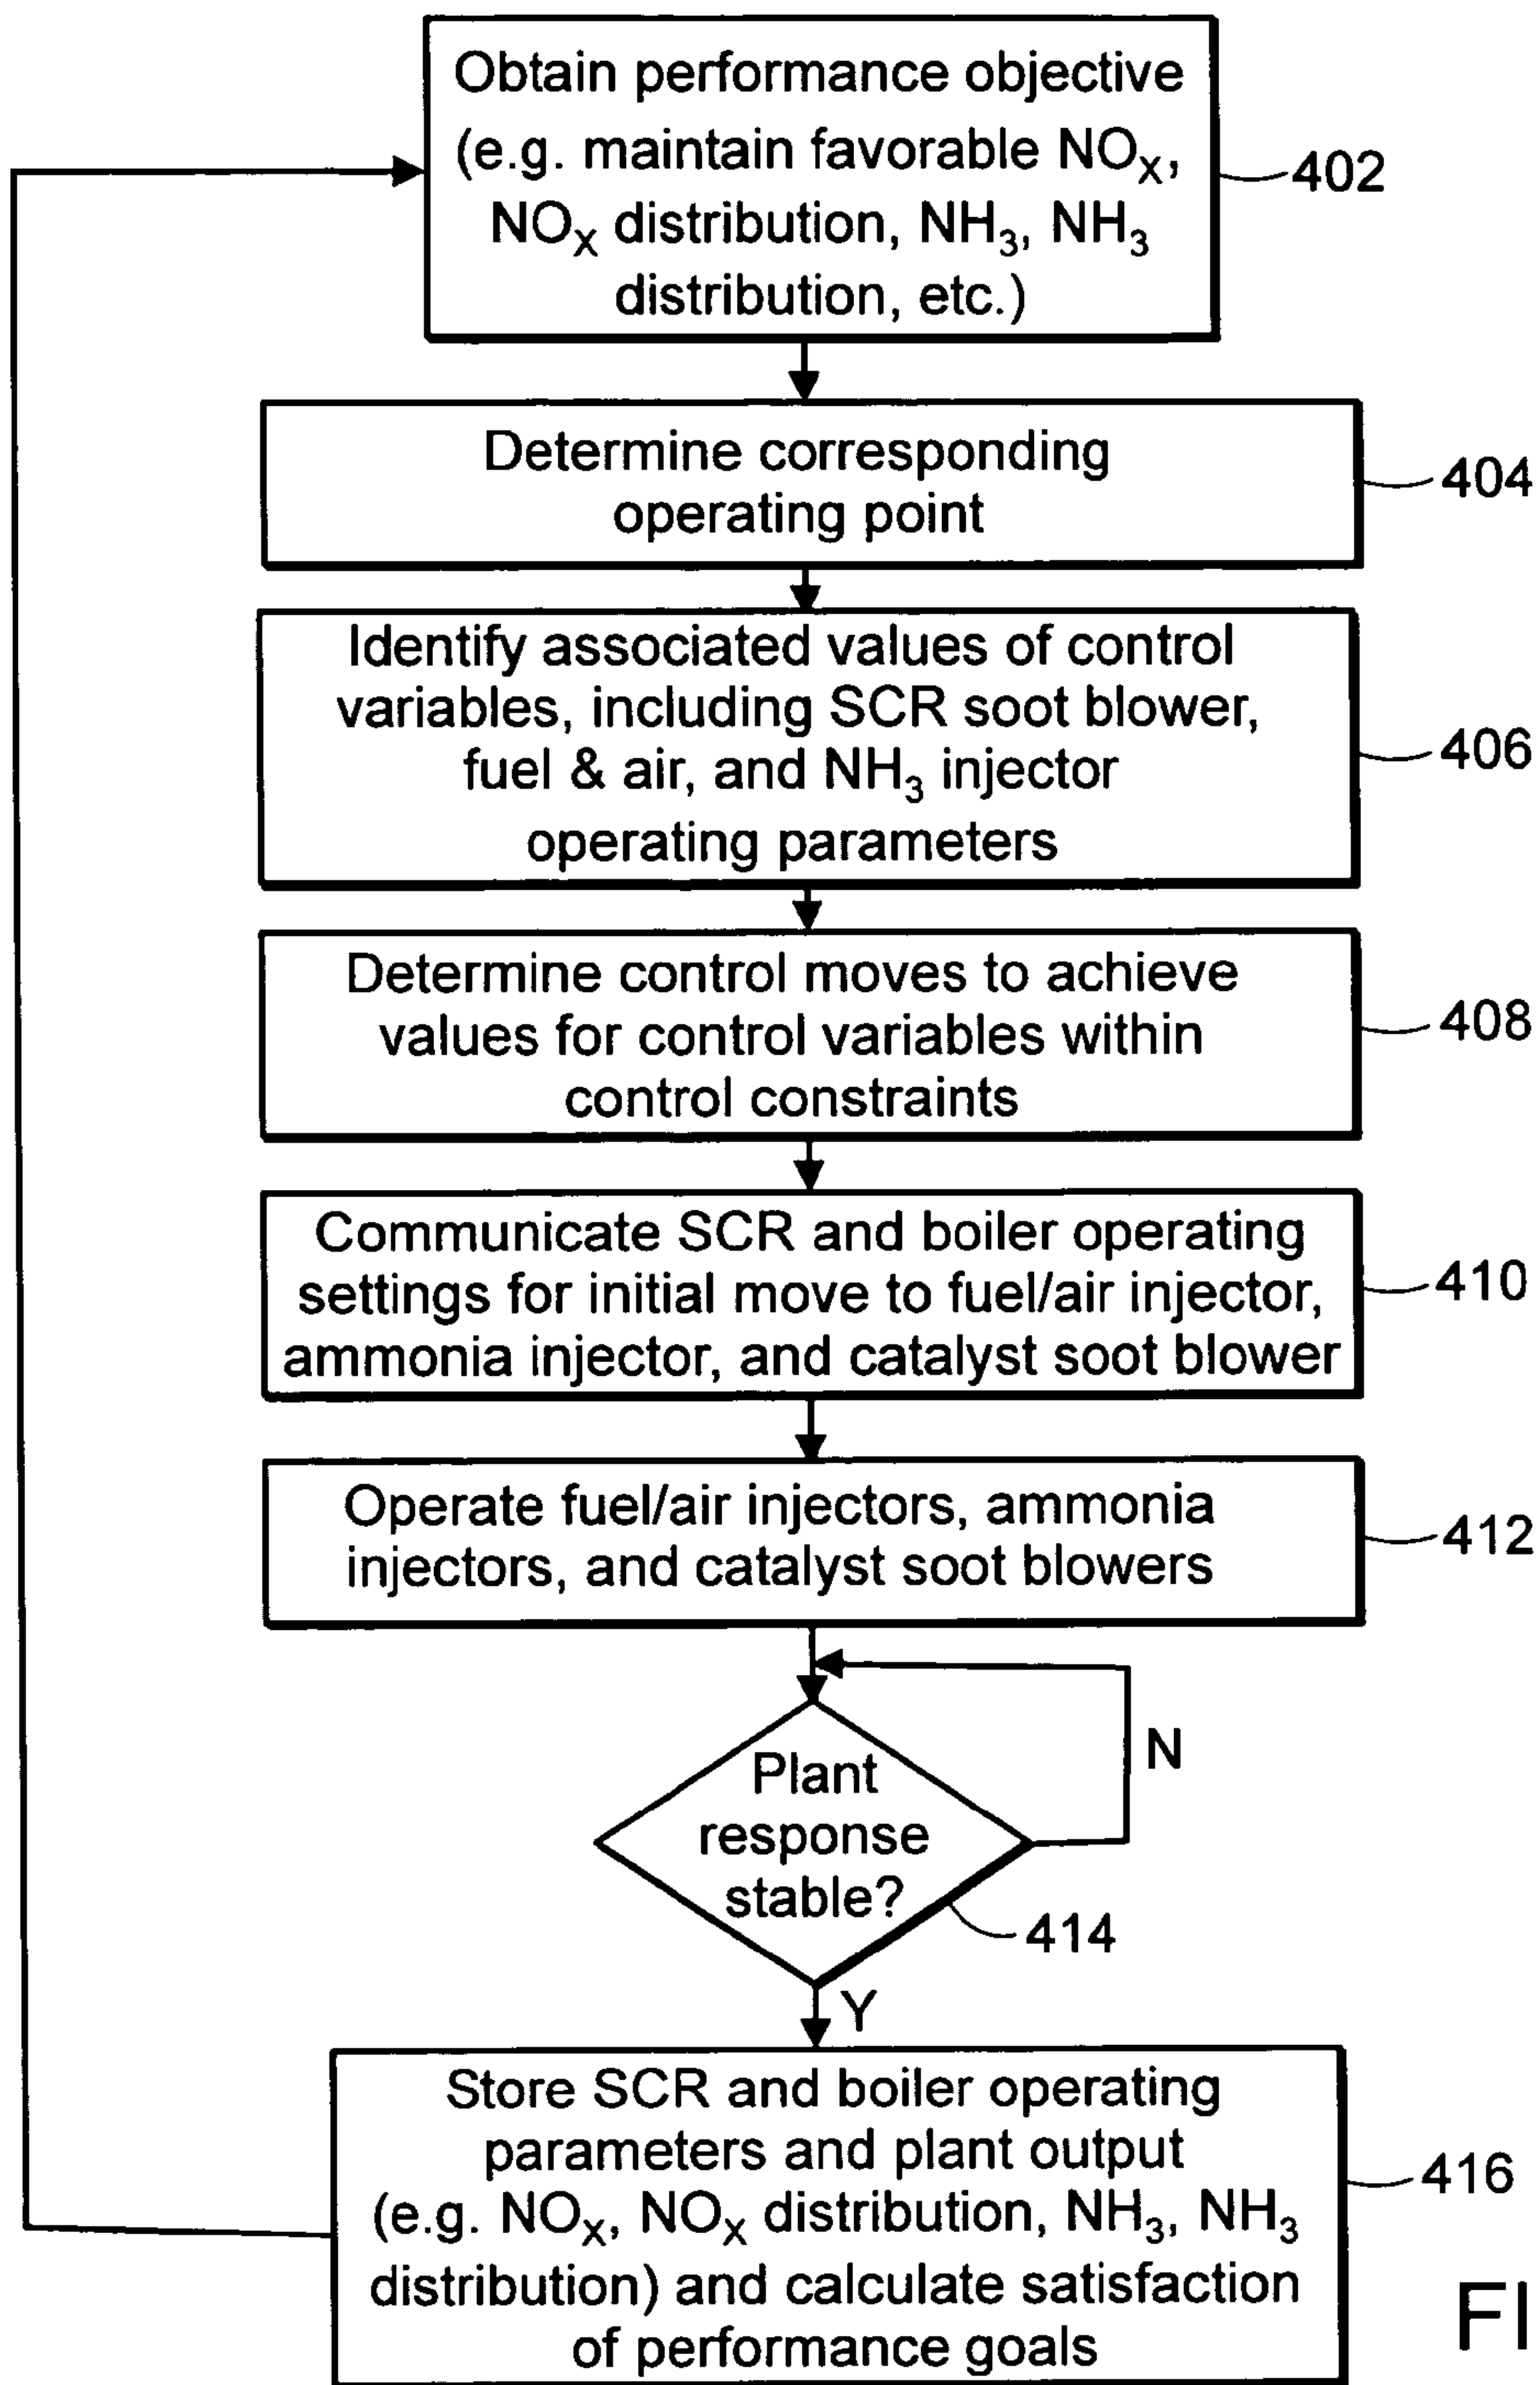 Obtain performance objective
(e.g. maintain favorable NOX,
NOX distribution, NH3, NH3
distribution, etc.)
402
Determine corresponding
operating point
404
Identify associated values of control
variables, including SCR soot blower,
fuel & air, and NH3 injector
operating parameters
406
Determine control moves to achieve
values for control variables within
control constraints
408
Communicate SCR and boiler operating
settings for initial move to fuel/air injector,
ammonia injector, and catalyst soot blower
410
Operate fuel/air injectors, ammonia
injectors, and catalyst soot blowers
412
Plant
response
stable?
N
414
Y
Store SCR and boiler operating
parameters and plant output
(e.g. NOX, NOX distribution, NH3, NH3
distribution) and calculate satisfaction
of performance goals
416
FI